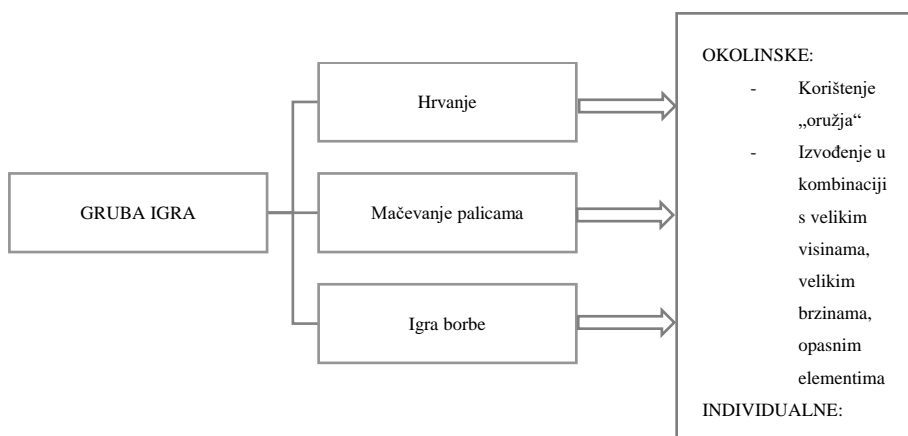 GRUBA IGRA
Hrvanje
Mačevanje palicama
Igra borbe
OKOLINSKE:
- Korištenje
„oružja“
- Izvođenje u
kombinaciji
s velikim
visinama,
velikim
brzinama,
opasnim
elementima
INDIVIDUALNE: